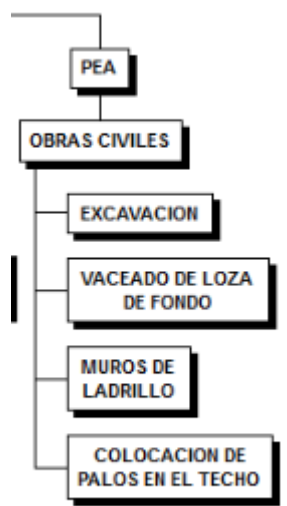 PEA
OBRAS CIVILES
EXCAVACION
VACEADO DE LOZA
DE FONDO
MUROS DE
LADRILLO
COLOCACION DE
PALOS EN EL TECHO